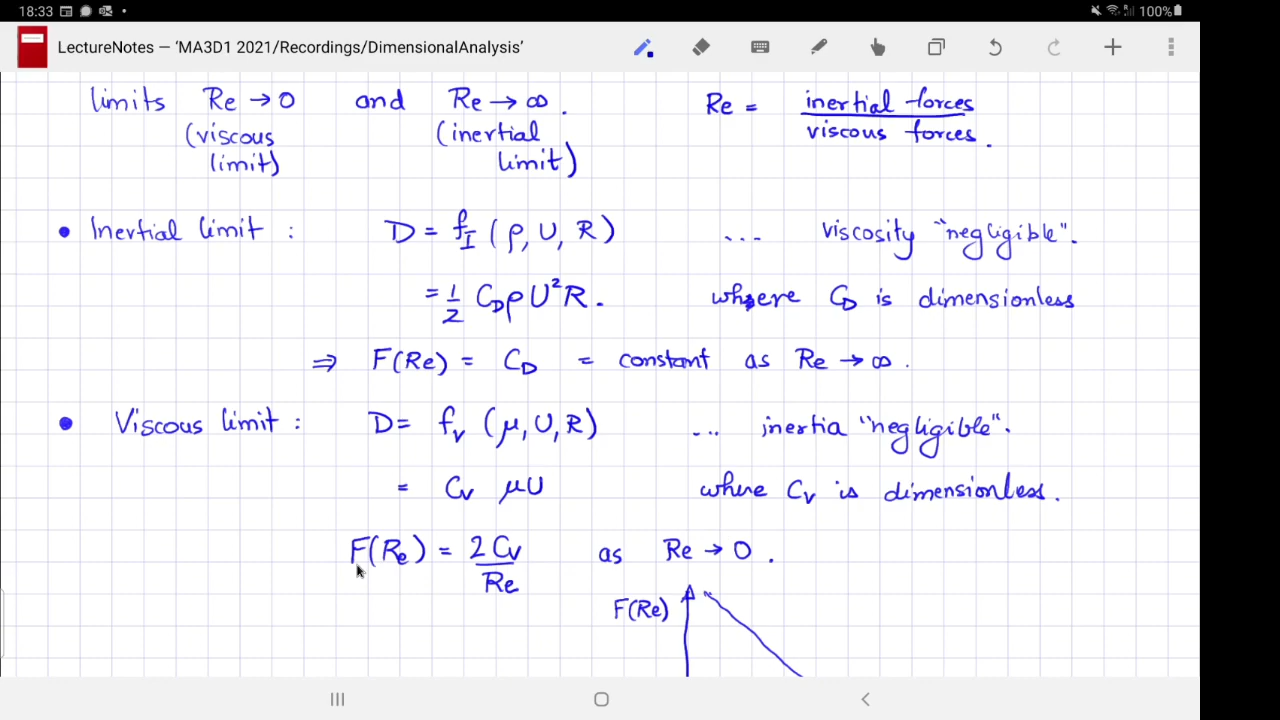 18:33 100%
LectureNotes — ‘MA3D1 2021/Recordings/DimensionalAnalysis’
limits Re → 0 and Re → ∞. Re = inertial forces / viscous forces.
(viscous limit) (inertial limit)
• Inertial limit: D = f_I (ρ, U, R) ... viscosity "negligible".
= 1/2 C_D ρ U² R. where C_D is dimensionless
⇒ F(Re) = C_D = constant as Re → ∞.
• Viscous limit: D = f_v (μ, U, R) ... inertia "negligible".
= C_v μU where C_v is dimensionless.
F(Re) = 2 C_v / Re as Re → 0.
F(Re)